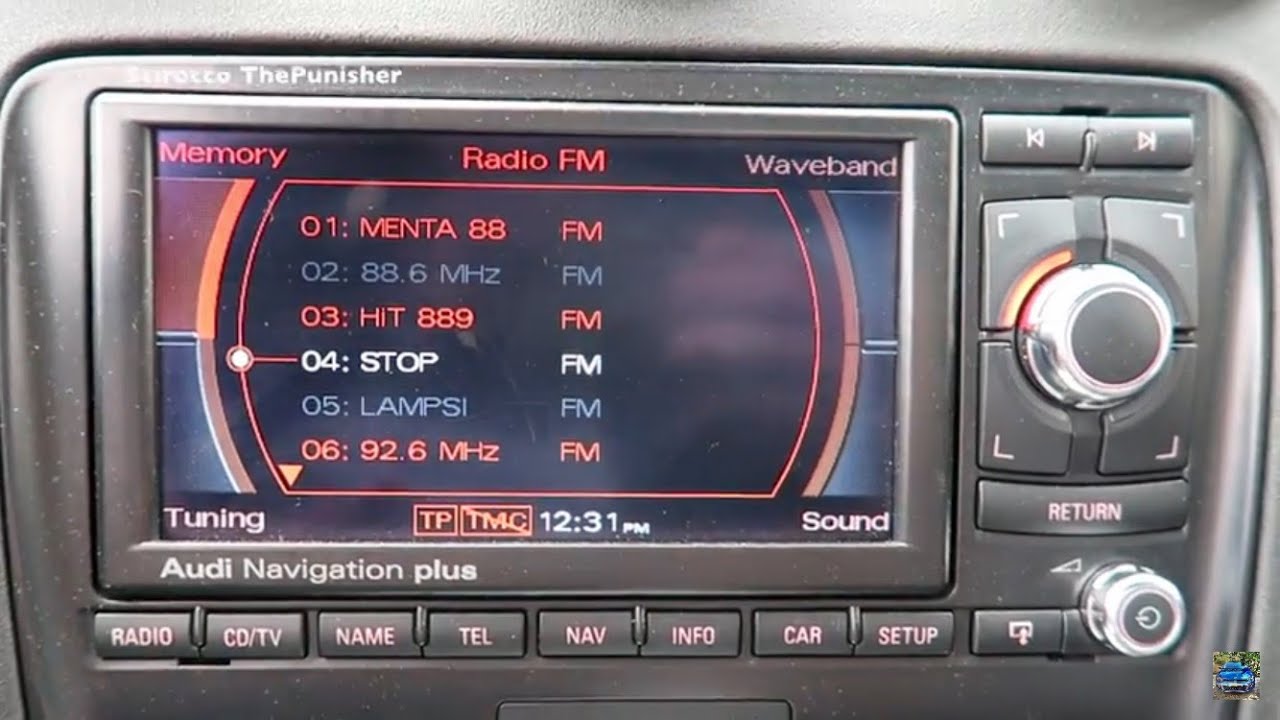 Scirocco ThePunisher
Memory Radio FM Waveband
01: MENTA 88 FM
02: 88.6 MHz FM
03: HiT 889 FM
04: STOP FM
05: LAMPSI FM
06: 92.6 MHz FM
Tuning TP TMC 12:31 PM Sound
Audi Navigation plus
RETURN
RADIO CD/TV NAME TEL NAV INFO CAR SETUP